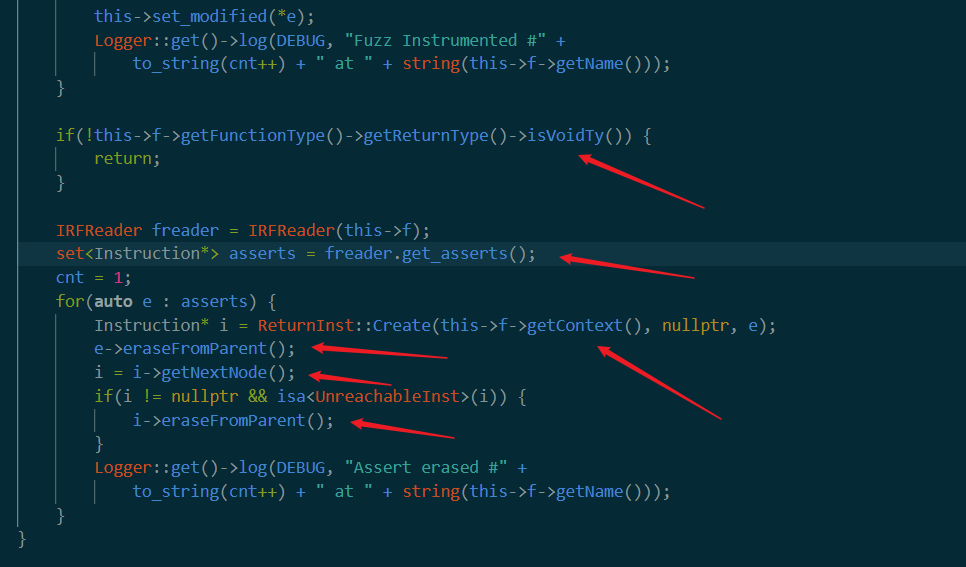 this->set_modified(*e);
Logger::get()->log(DEBUG, "Fuzz Instrumented #" +
to_string(cnt++) + " at " + string(this->f->getName()));
}
if(!this->f->getFunctionType()->getReturnType()->isVoidTy()) {
return;
}
IRFReader freader = IRFReader(this->f);
set<Instruction*> asserts = freader.get_asserts();
cnt = 1;
for(auto e : asserts) {
Instruction* i = ReturnInst::Create(this->f->getContext(), nullptr, e);
e->eraseFromParent();
i = i->getNextNode();
if(i != nullptr && isa<UnreachableInst>(i)) {
i->eraseFromParent();
}
Logger::get()->log(DEBUG, "Assert erased #" +
to_string(cnt++) + " at " + string(this->f->getName()));
}
}